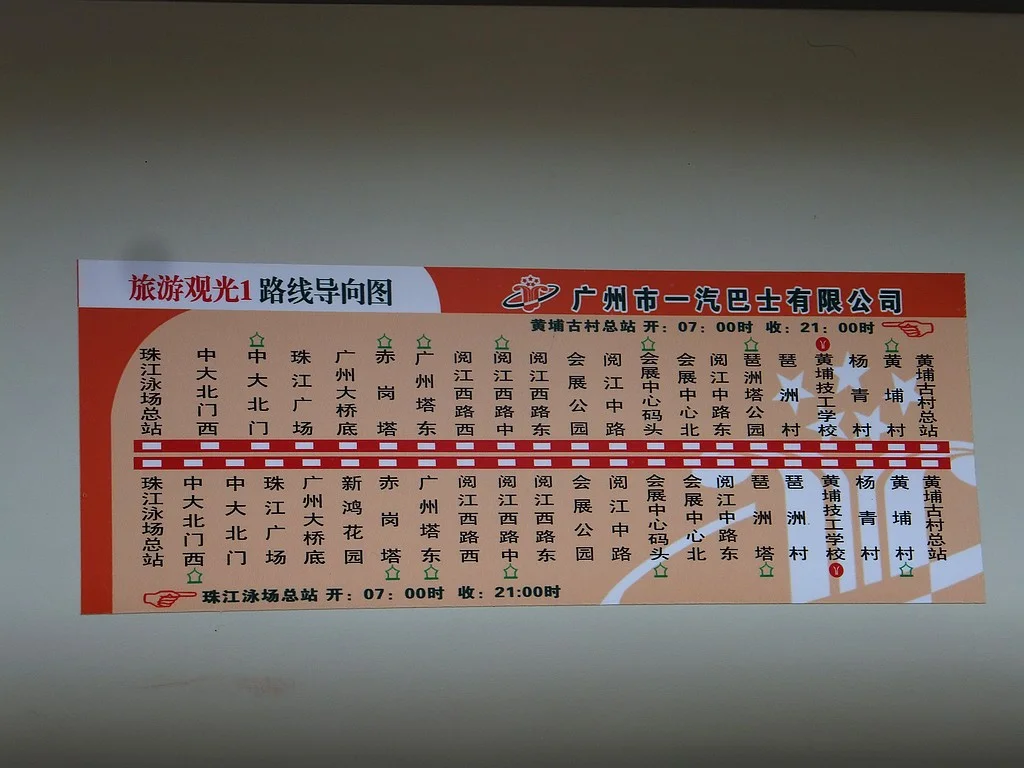 旅游观光1路线导向图
广州市一汽巴士有限公司
黄埔古村总站 开：07：00时 收：21：00时
珠江泳场总站
中大北门西
中大北门
珠江广场
广州大桥底
赤岗塔
广州塔东
阅江西路西
阅江西路中
阅江西路东
会展公园
阅江中路
会展中心码头
会展中心北
阅江中路东
琶洲塔公园
琶洲村
¥
黄埔技工学校
杨青村
黄埔村
黄埔古村总站
珠江泳场总站
中大北门西
中大北门
珠江广场
广州大桥底
新鸿花园
赤岗塔
广州塔东
阅江西路西
阅江西路中
阅江西路东
会展公园
阅江中路
会展中心码头
会展中心北
阅江中路东
琶洲塔
琶洲村
黄埔技工学校
¥
杨青村
黄埔村
黄埔古村总站
珠江泳场总站 开：07：00时 收：21:00时